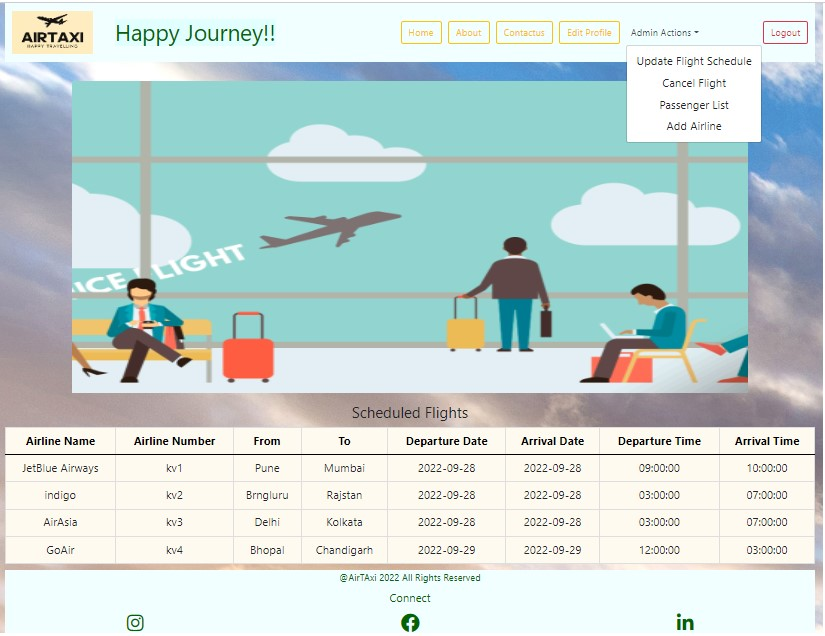 AIRTAXI
HAPPY TRAVELLING
Happy Journey!!
Home About Contactus Edit Profile Admin Actions Logout
Update Flight Schedule
Cancel Flight
Passenger List
Add Airline
ICE FLIGHT
Scheduled Flights
Airline Name Airline Number From To Departure Date Arrival Date Departure Time Arrival Time
JetBlue Airways kv1 Pune Mumbai 2022-09-28 2022-09-28 09:00:00 10:00:00
indigo kv2 Brngluru Rajstan 2022-09-28 2022-09-28 03:00:00 07:00:00
AirAsia kv3 Delhi Kolkata 2022-09-28 2022-09-28 03:00:00 07:00:00
GoAir kv4 Bhopal Chandigarh 2022-09-29 2022-09-29 12:00:00 03:00:00
@AirTAxi 2022 All Rights Reserved
Connect